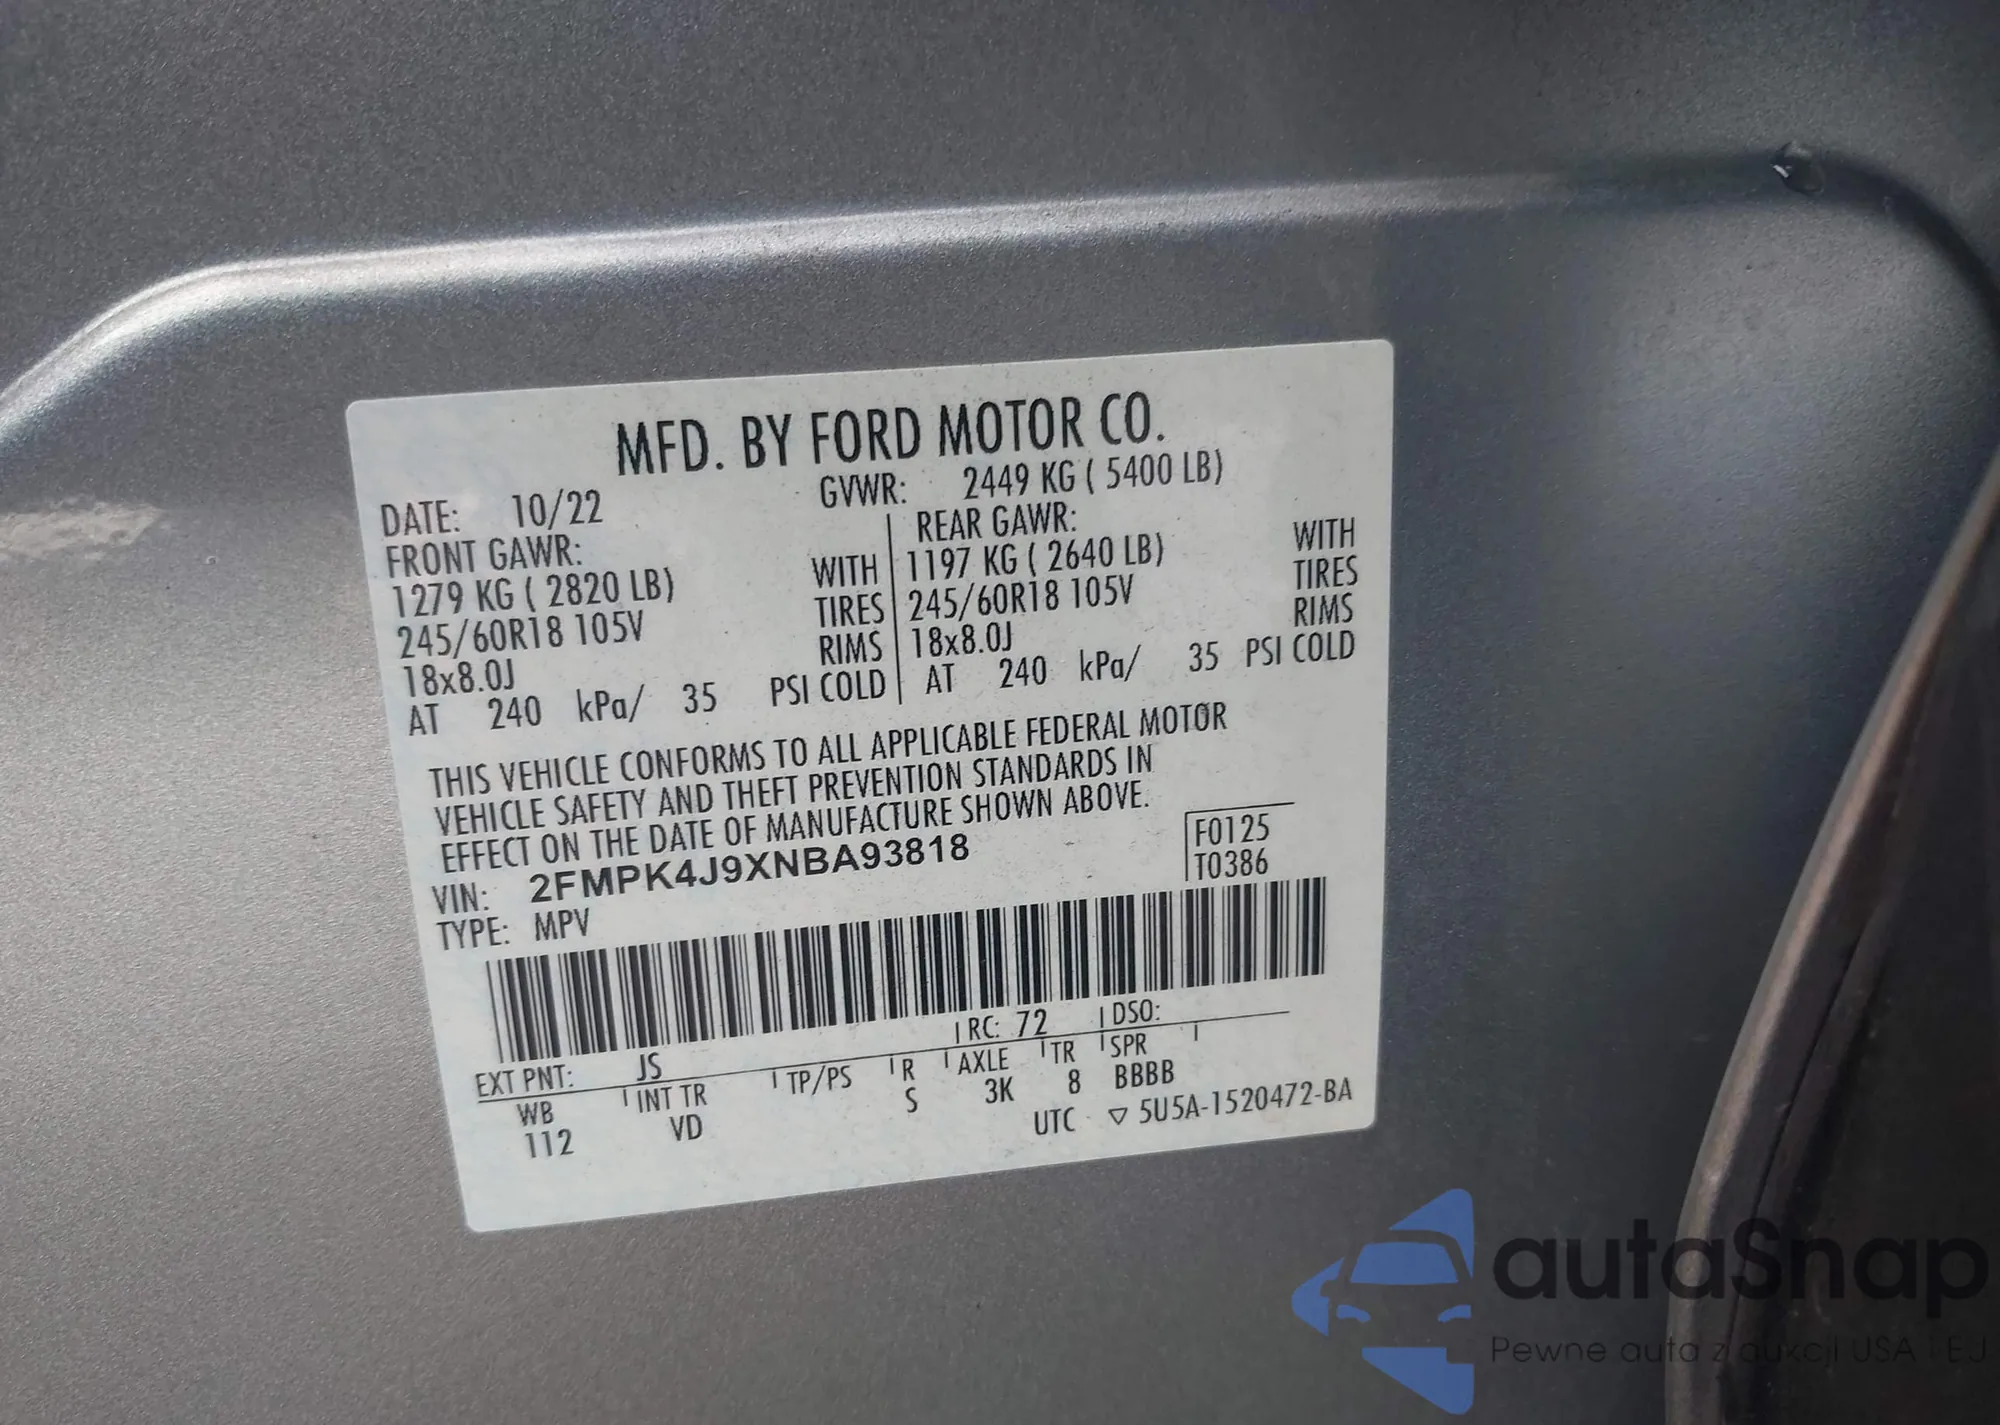 MFD. BY FORD MOTOR CO.
DATE: 10/22 GVWR: 2449 KG ( 5400 LB)
FRONT GAWR: REAR GAWR:
1279 KG ( 2820 LB) WITH 1197 KG ( 2640 LB) WITH
245/60R18 105V TIRES 245/60R18 105V TIRES
18x8.0J RIMS 18x8.0J RIMS
AT 240 kPa/ 35 PSI COLD AT 240 kPa/ 35 PSI COLD
THIS VEHICLE CONFORMS TO ALL APPLICABLE FEDERAL MOTOR
VEHICLE SAFETY AND THEFT PREVENTION STANDARDS IN
EFFECT ON THE DATE OF MANUFACTURE SHOWN ABOVE.
VIN: 2FMPK4J9XNBA93818 F0125
TYPE: MPV T0386
EXT PNT: JS RC: 72 DSO:
WB INT TR TP/PS R AXLE TR SPR
112 VD S 3K 8 BBBB
UTC ▽ 5U5A-1520472-BA
autaSnap
Pewne auta z aukcji USA i EU